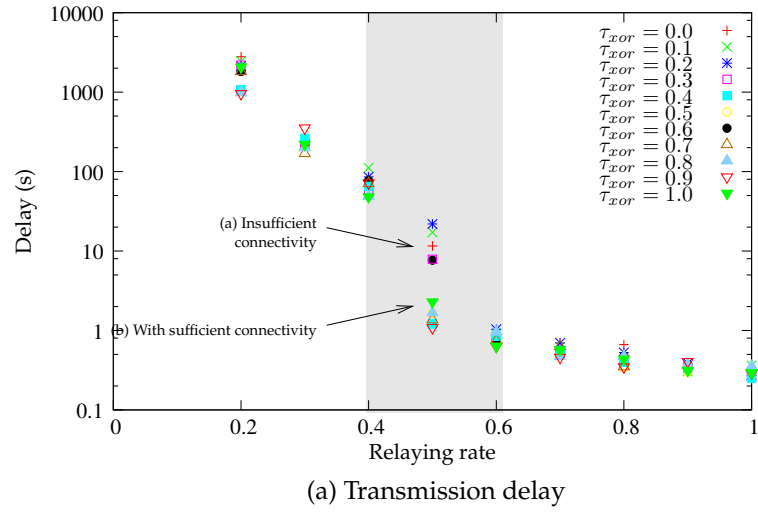 10000
1000
100
10
1
0.1
0
0.2
0.4
0.6
0.8
1
Delay (s)
Relaying rate
τxor = 0.0
τxor = 0.1
τxor = 0.2
τxor = 0.3
τxor = 0.4
τxor = 0.5
τxor = 0.6
τxor = 0.7
τxor = 0.8
τxor = 0.9
τxor = 1.0
(a) Insufficient
connectivity
(b) With sufficient connectivity
(a) Transmission delay